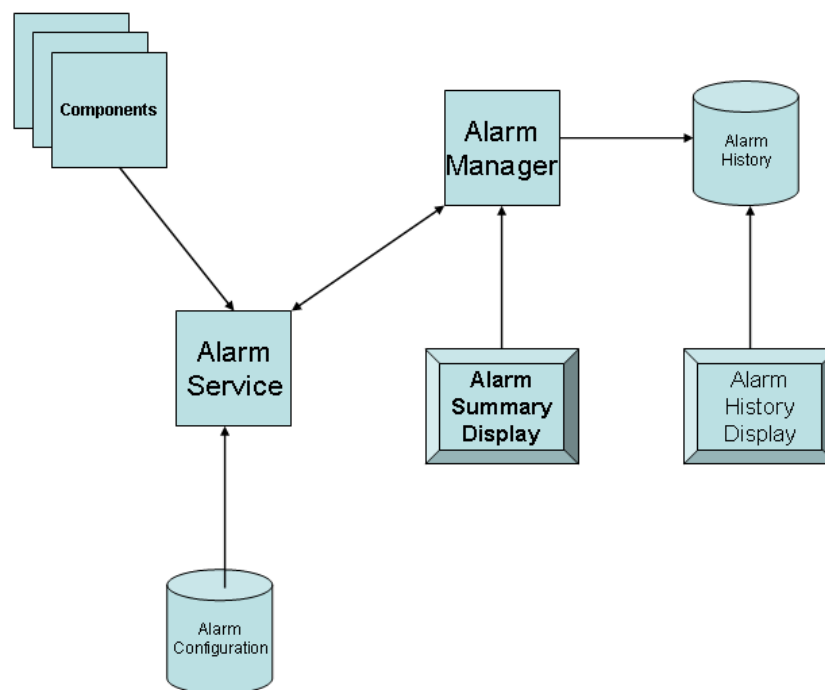 Components
Alarm
Manager
Alarm
History
Alarm
Service
Alarm
Summary
Display
Alarm
History
Display
Alarm
Configuration